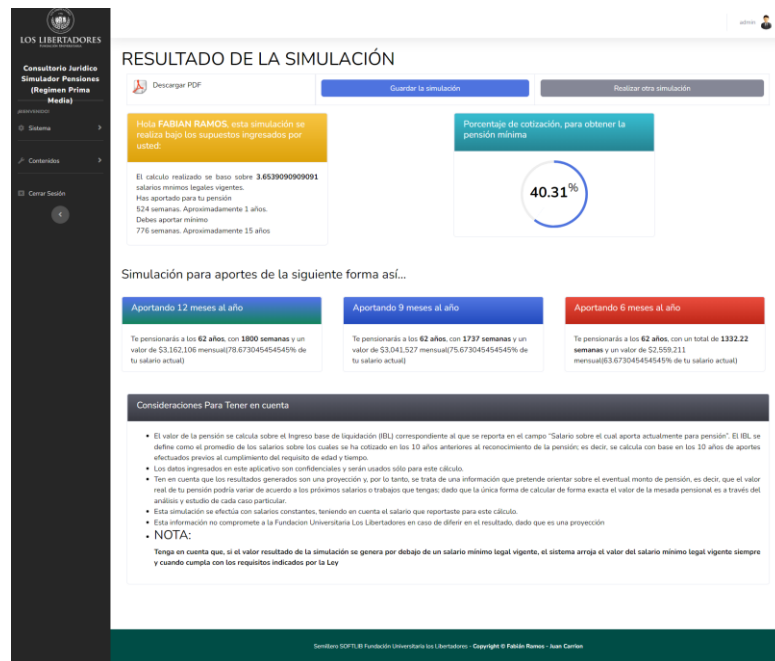 LOS LIBERTADORES
FUNDACIÓN UNIVERSITARIA
Consultorio Jurídico
Simulador Pensiones
(Regimen Prima
Media)
¡BIENVENIDO!
Sistema
Contenidos
Cerrar Sesión
admin
RESULTADO DE LA SIMULACIÓN
Descargar PDF
Guardar la simulación
Realizar otra simulación
Hola FABIAN RAMOS, esta simulación se
realiza bajo los supuestos ingresados por
usted:
El calculo realizado se baso sobre 3.6539090909091
salarios mnimos legales vigentes.
Has aportado para tu pensión
524 semanas. Aproximadamente 1 años.
Debes aportar mínimo
776 semanas. Aproximadamente 15 años
Porcentaje de cotización, para obtener la
pensión mínima
40.31%
Simulación para aportes de la siguiente forma así...
Aportando 12 meses al año
Te pensionarás a los 62 años, con 1800 semanas y un
valor de $3,162,106 mensual(78.673045454545% de
tu salario actual)
Aportando 9 meses al año
Te pensionarás a los 62 años, con 1737 semanas y un
valor de $3,041,527 mensual(75.673045454545% de
tu salario actual)
Aportando 6 meses al año
Te pensionarás a los 62 años, con un total de 1332.22
semanas y un valor de $2,559,211
mensual(63.673045454545% de tu salario actual)
Consideraciones Para Tener en cuenta
• El valor de la pensión se calcula sobre el Ingreso base de liquidación (IBL) correspondiente al que se reporta en el campo "Salario sobre el cual aporta actualmente para pensión". El IBL se
define como el promedio de los salarios sobre los cuales se ha cotizado en los 10 años anteriores al reconocimiento de la pensión; es decir, se calcula con base en los 10 años de aportes
efectuados previos al cumplimiento del requisito de edad y tiempo.
• Los datos ingresados en este aplicativo son confidenciales y serán usados sólo para este cálculo.
• Ten en cuenta que los resultados generados son una proyección y, por lo tanto, se trata de una información que pretende orientar sobre el eventual monto de pensión, es decir, que el valor
real de tu pensión podría variar de acuerdo a los próximos salarios o trabajos que tengas; dado que la única forma de calcular de forma exacta el valor de la mesada pensional es a través del
análisis y estudio de cada caso particular.
• Esta simulación se efectúa con salarios constantes, teniendo en cuenta el salario que reportaste para este cálculo.
• Esta información no compromete a la Fundacion Universitaria Los Libertadores en caso de diferir en el resultado, dado que es una proyección
• NOTA:
Tenga en cuenta que, si el valor resultado de la simulación se genera por debajo de un salario mínimo legal vigente, el sistema arroja el valor del salario mínimo legal vigente siempre
y cuando cumpla con los requisitos indicados por la Ley
Semillero SOFTLIB Fundación Universitaria los Libertadores - Copyright © Fabián Ramos - Juan Carrion